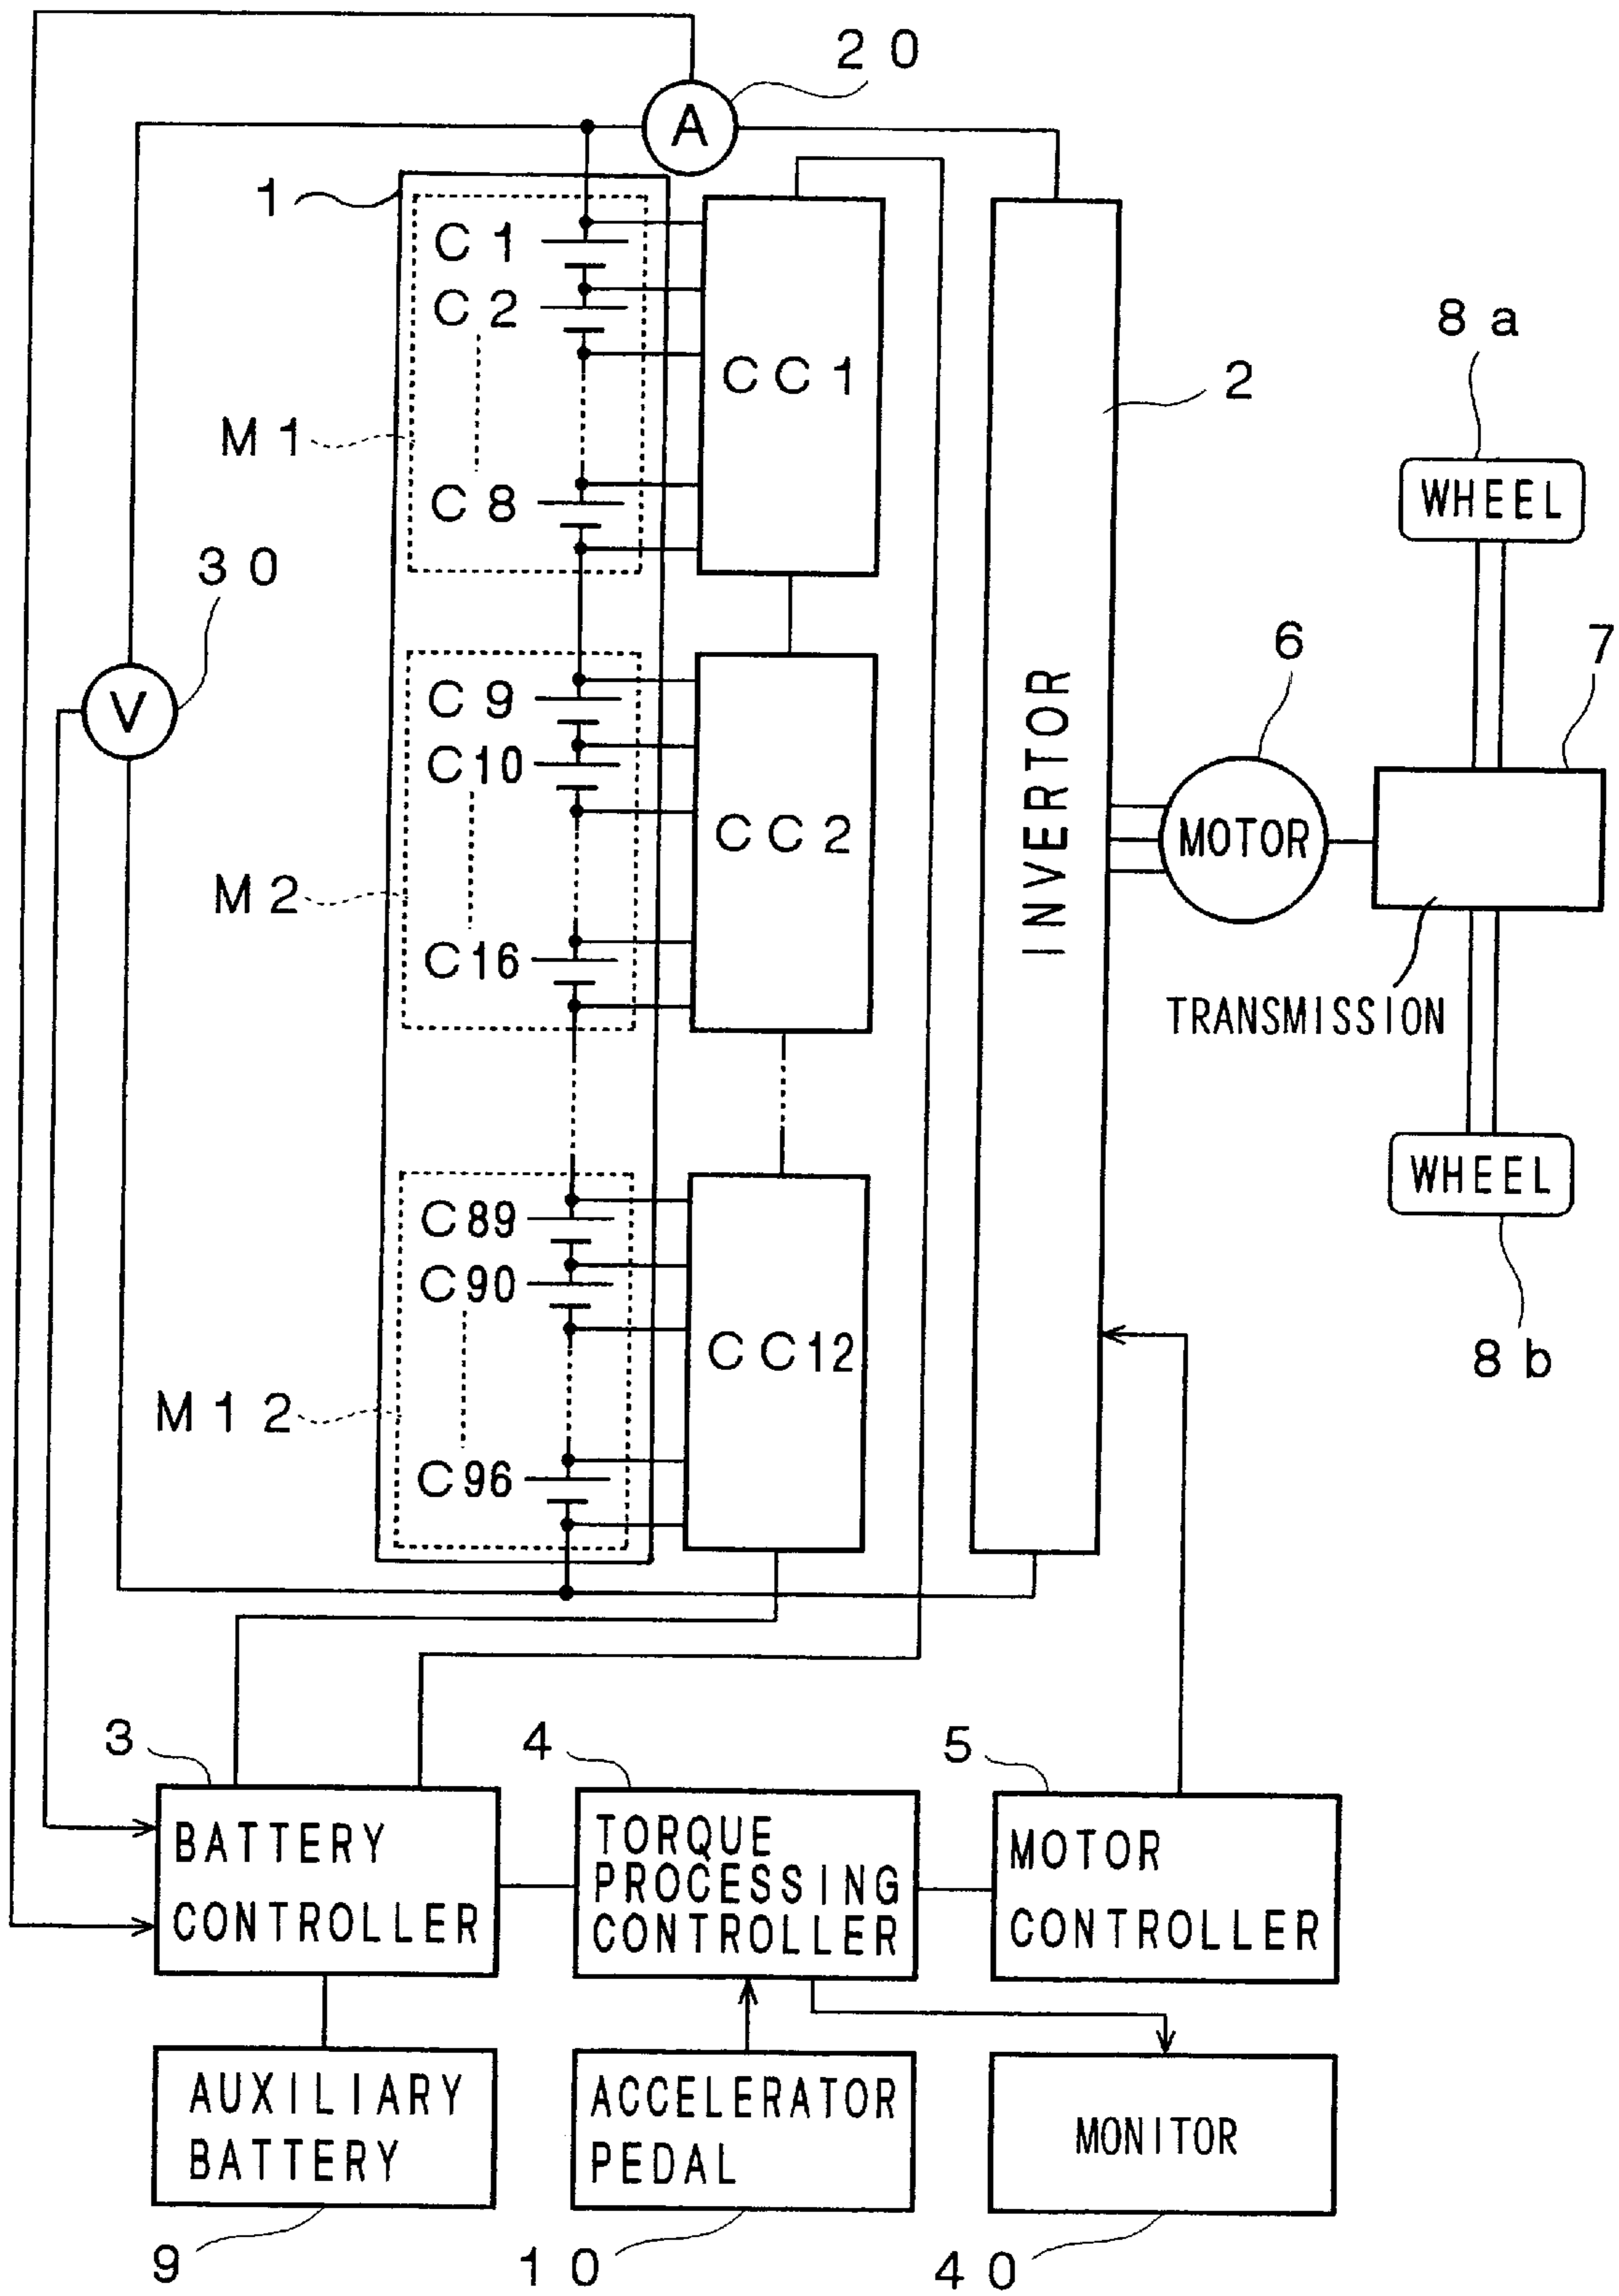 20
A
1
C1
C2
CC1
8a
2
M1
WHEEL
C8
30
6
7
V
C9
C10
INVERTOR
CC2
MOTOR
M2
C16
TRANSMISSION
WHEEL
C89
C90
CC12
8b
M12
C96
3
4
5
BATTERY
CONTROLLER
TORQUE
PROCESSING
CONTROLLER
MOTOR
CONTROLLER
AUXILIARY
BATTERY
ACCELERATOR
PEDAL
MONITOR
9
10
40